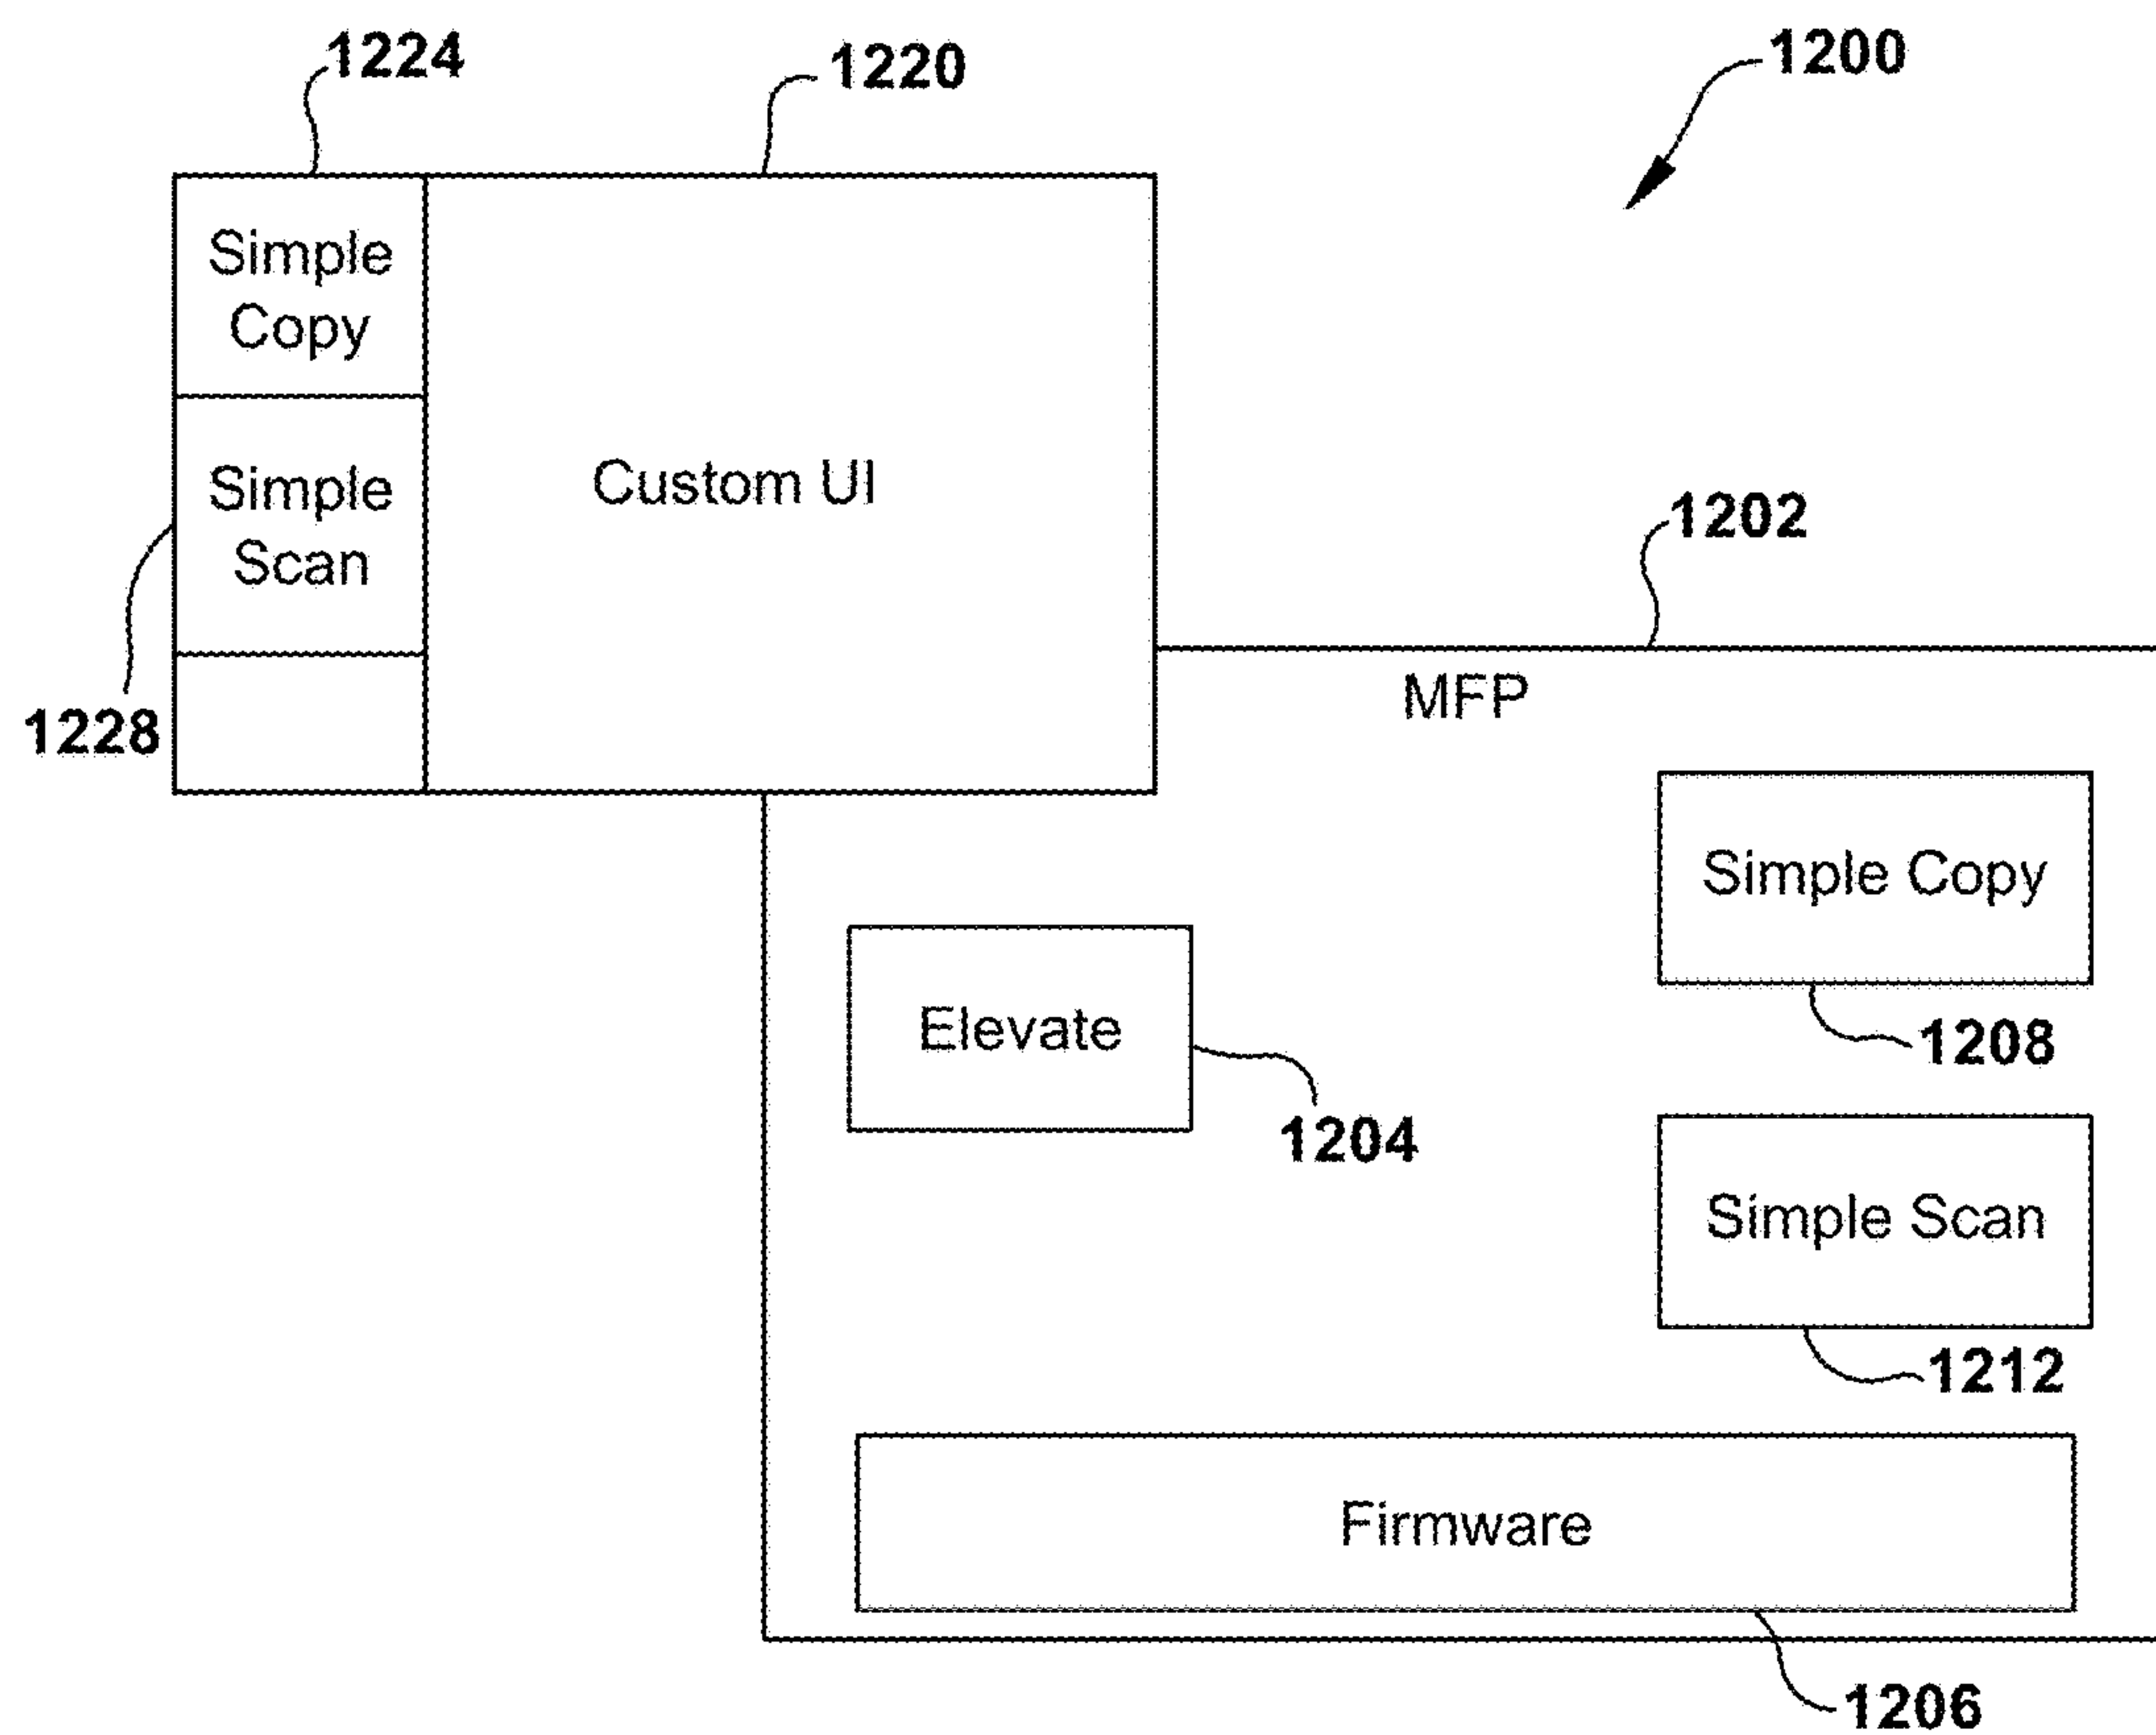 1224
1220
1200
Simple
Copy
Simple
Scan
Custom UI
1202
1228
MFP
Simple Copy
1208
Elevate
1204
Simple Scan
1212
Firmware
1206